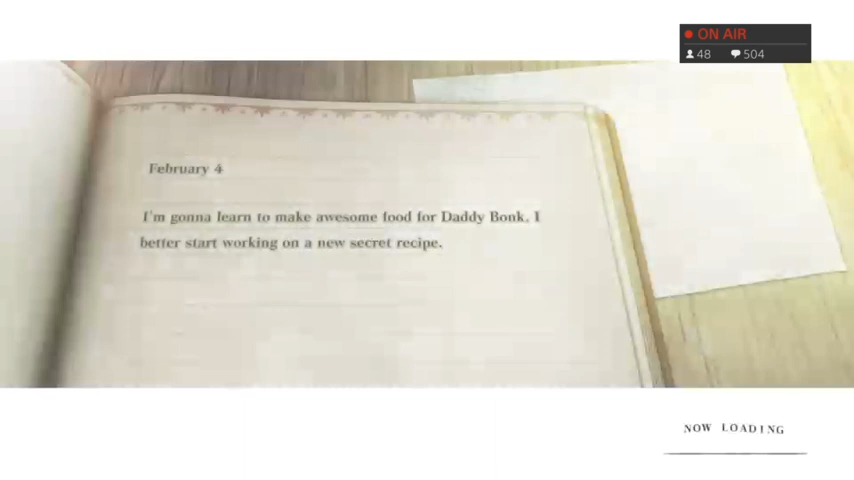 ON AIR
48 504
February 4
I'm gonna learn to make awesome food for Daddy Bonk. I
better start working on a new secret recipe.
NOW LOADING